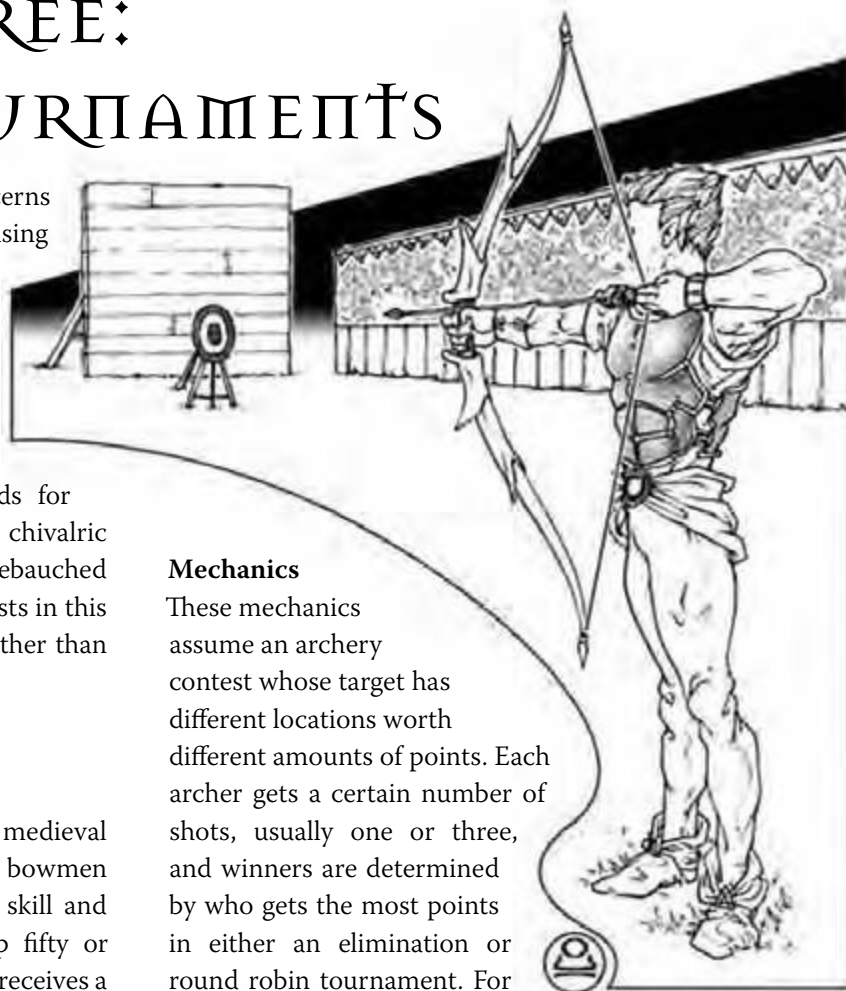 REE:
URNAMENTS
cerns
sing
ds for
chivalric
ebauched
sts in this
ther than
medieval
bowmen
skill and
p fifty or
receives a
Mechanics
These mechanics
assume an archery
contest whose target has
different locations worth
different amounts of points. Each
archer gets a certain number of
shots, usually one or three,
and winners are determined
by who gets the most points
in either an elimination or
round robin tournament. For